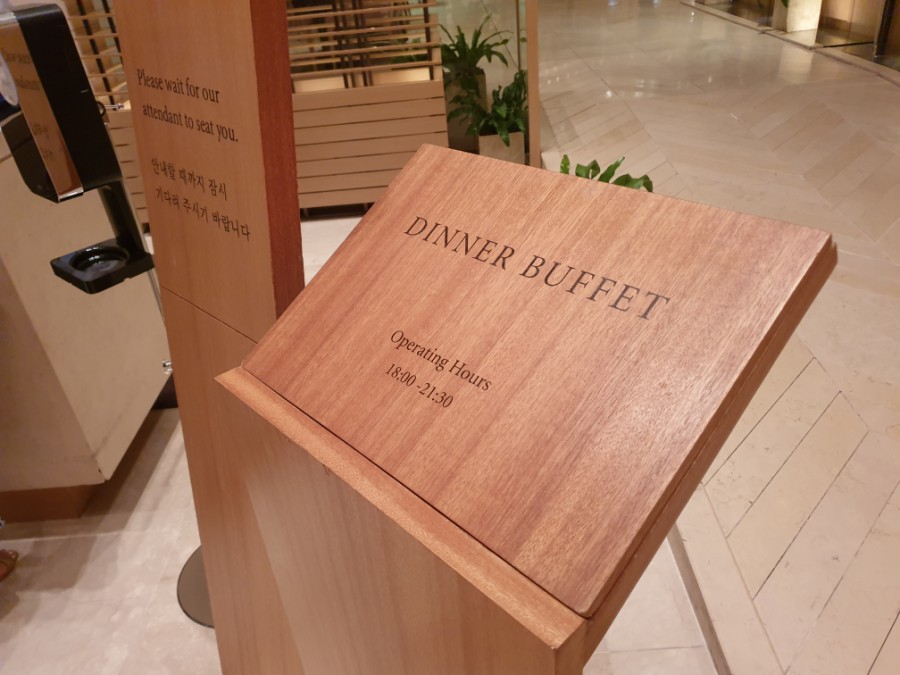 Please wait for our
attendant to seat you.
안내할 때까지 잠시
기다려 주시기 바랍니다
DINNER BUFFET
Operating Hours
18:00 - 21:30